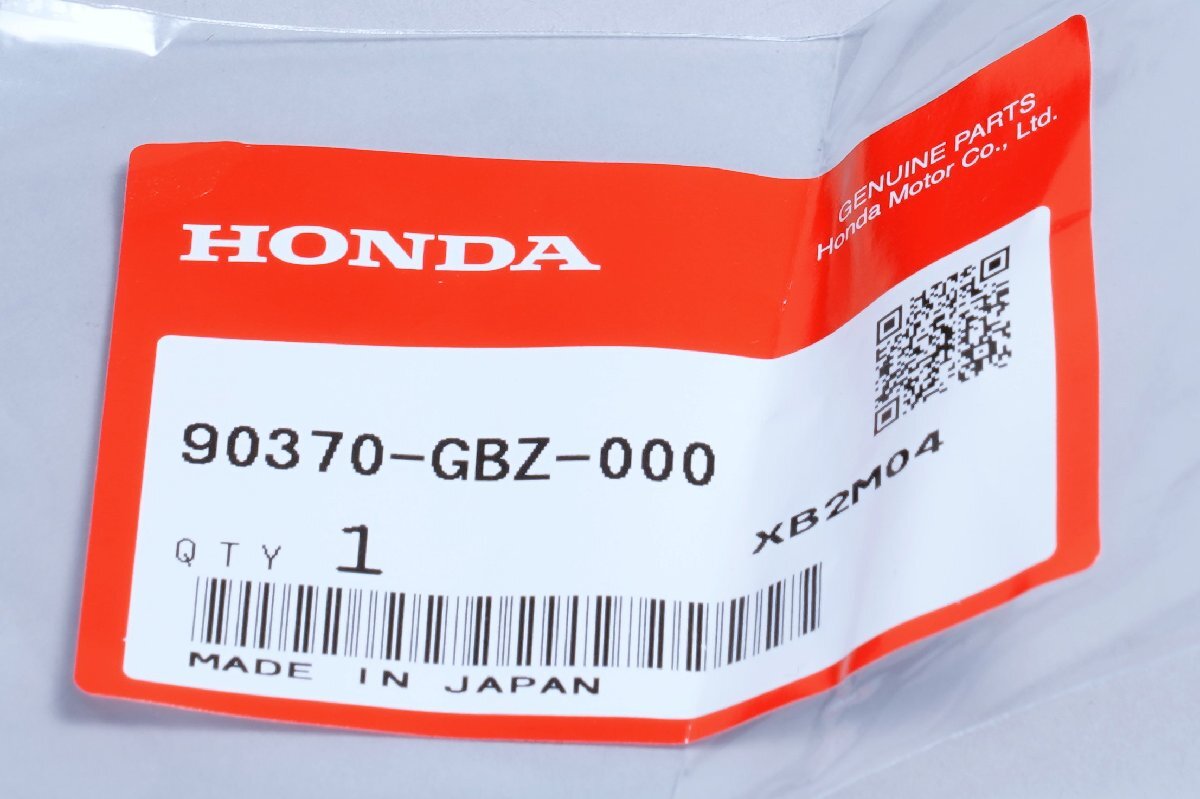 HONDA
GENUINE PARTS
Honda Motor Co., Ltd.
90370-GBZ-000
QTY 1
XB2M04
MADE IN JAPAN